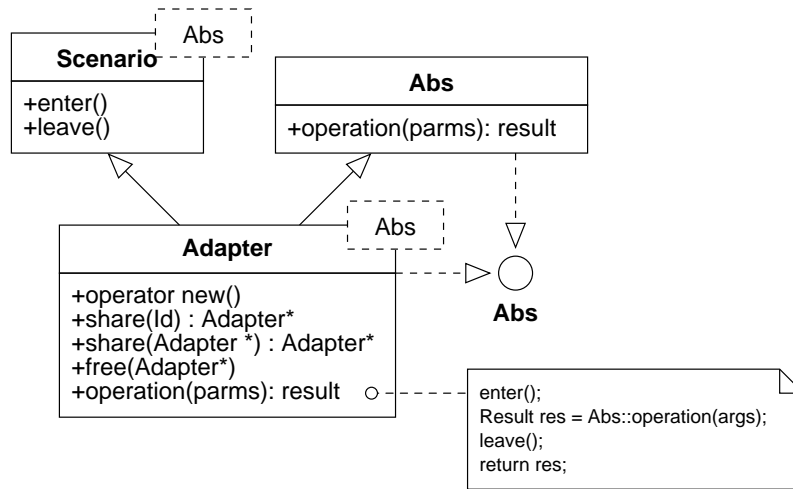 Abs
Scenario
+enter()
+leave()
Abs
+operation(parms): result
Abs
Adapter
+operator new()
+share(Id) : Adapter*
+share(Adapter *) : Adapter*
+free(Adapter*)
+operation(parms): result
Abs
enter();
Result res = Abs::operation(args);
leave();
return res;